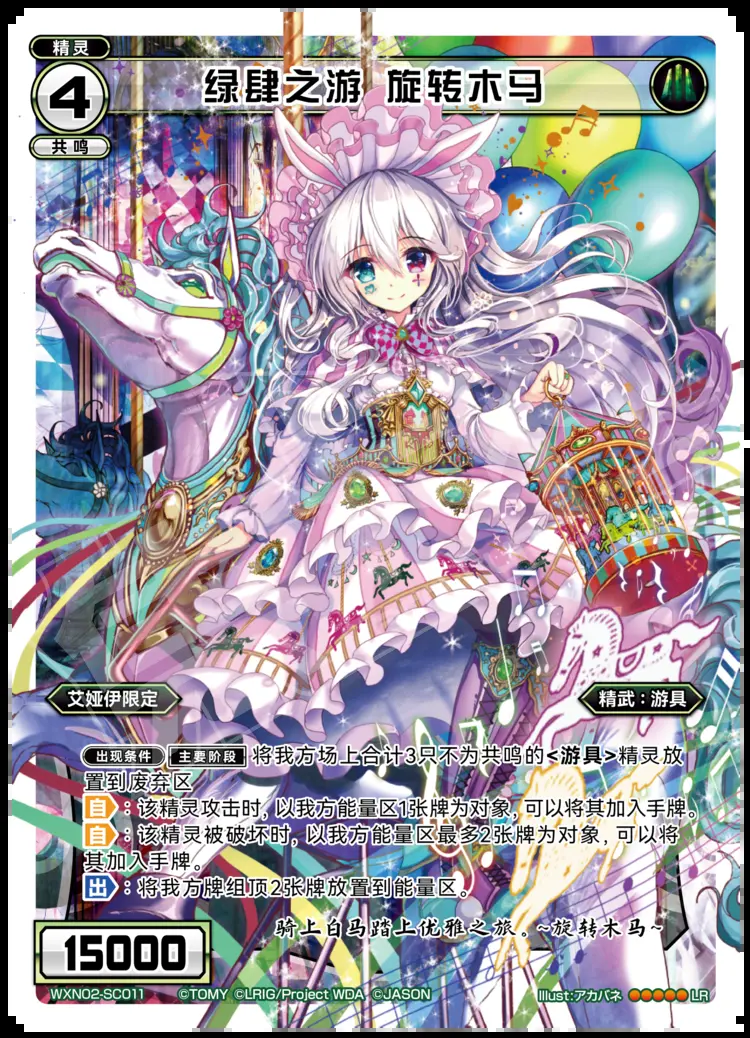 精灵
4
绿肆之游 旋转木马
共鸣
艾娅伊限定
精武：游具
出现条件 主要阶段 将我方场上合计3只不为共鸣的<游具>精灵放
置到废弃区
自：该精灵攻击时，以我方能量区1张牌为对象，可以将其加入手牌。
自：该精灵被破坏时，以我方能量区最多2张牌为对象，可以将
其加入手牌。
出：将我方牌组顶2张牌放置到能量区。
骑上白马踏上优雅之旅。~旋转木马~
15000
WXN02-SC011 ©TOMY ©LRIG/Project WDA ©JASON Illust:アカバネ LR